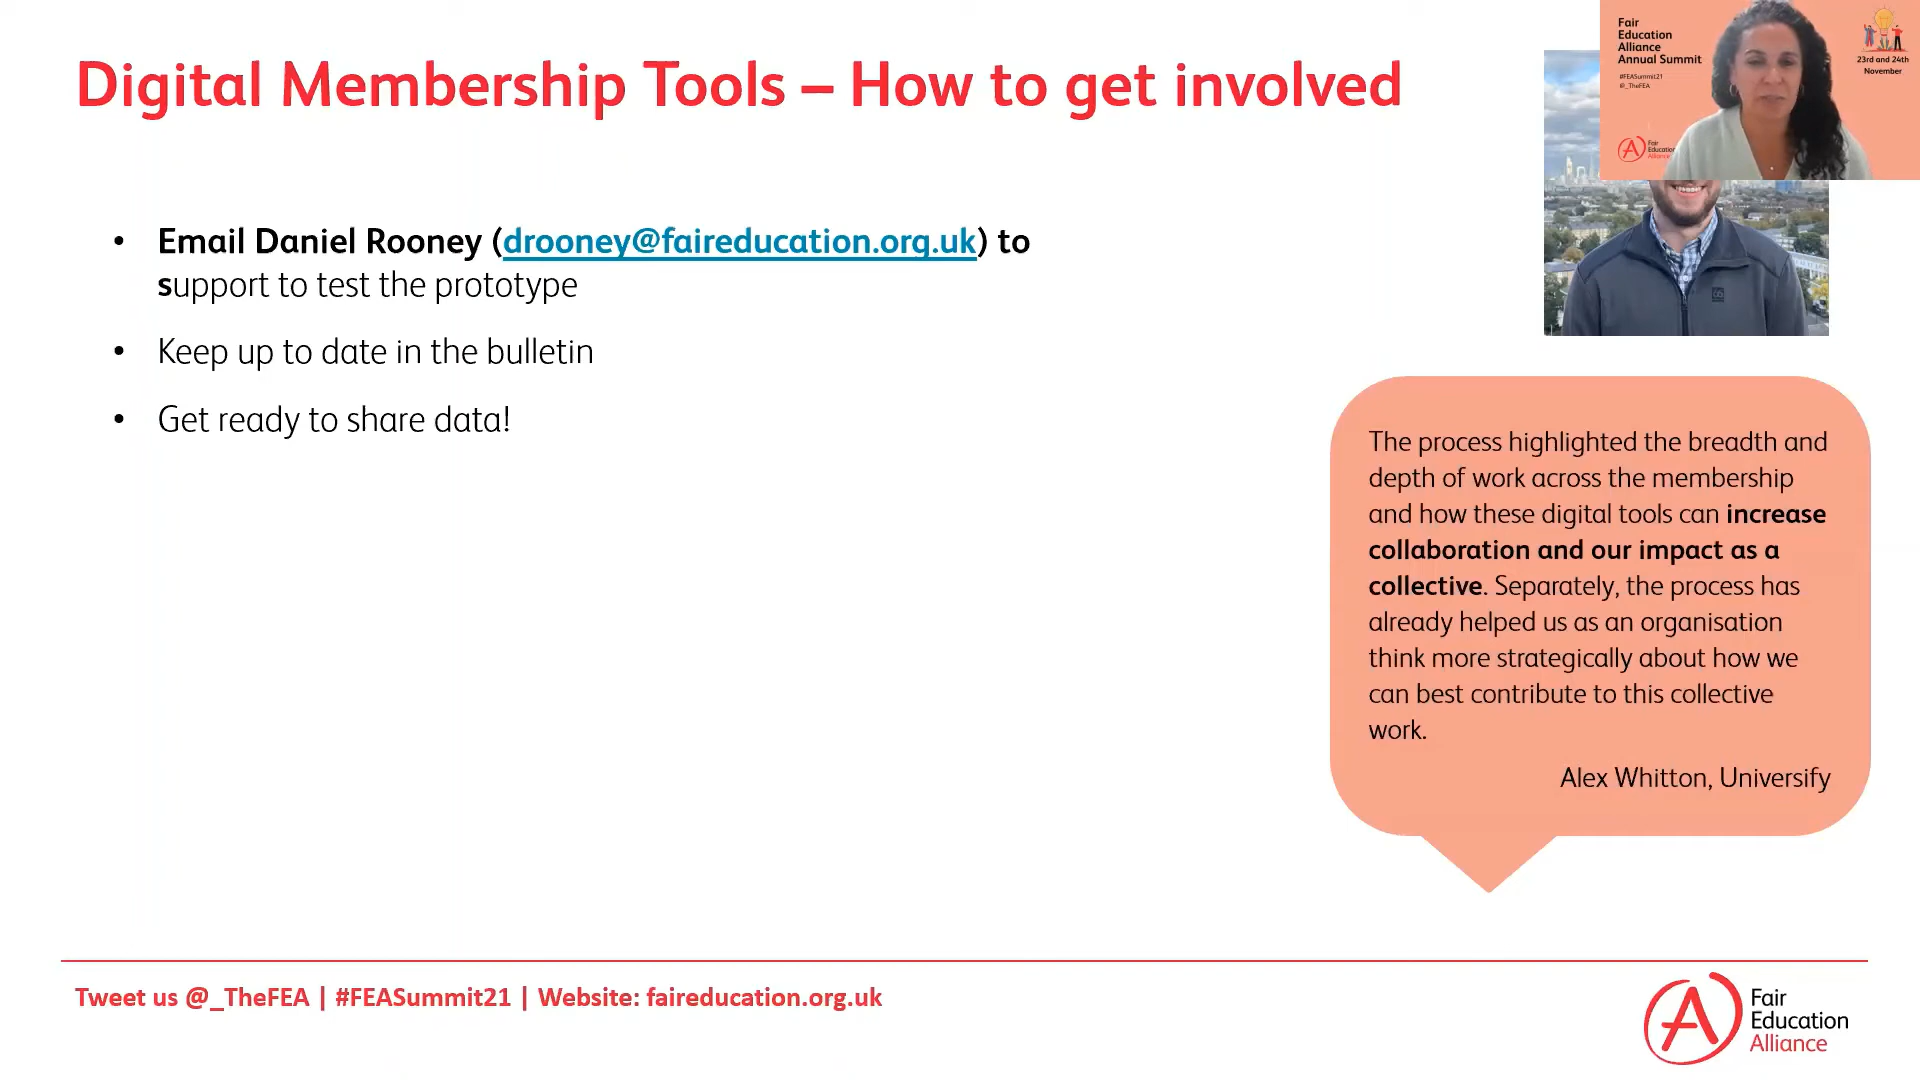 Digital Membership Tools – How to get involved
• Email Daniel Rooney (drooney@faireducation.org.uk) to
support to test the prototype
• Keep up to date in the bulletin
• Get ready to share data!
Fair
Education
Alliance
Annual Summit
#FEASummit21
@_TheFEA
Fair
Education
Alliance
23rd and 24th
November
The process highlighted the breadth and
depth of work across the membership
and how these digital tools can increase
collaboration and our impact as a
collective. Separately, the process has
already helped us as an organisation
think more strategically about how we
can best contribute to this collective
work.
Alex Whitton, Universify
Tweet us @_TheFEA | #FEASummit21 | Website: faireducation.org.uk
Fair
Education
Alliance